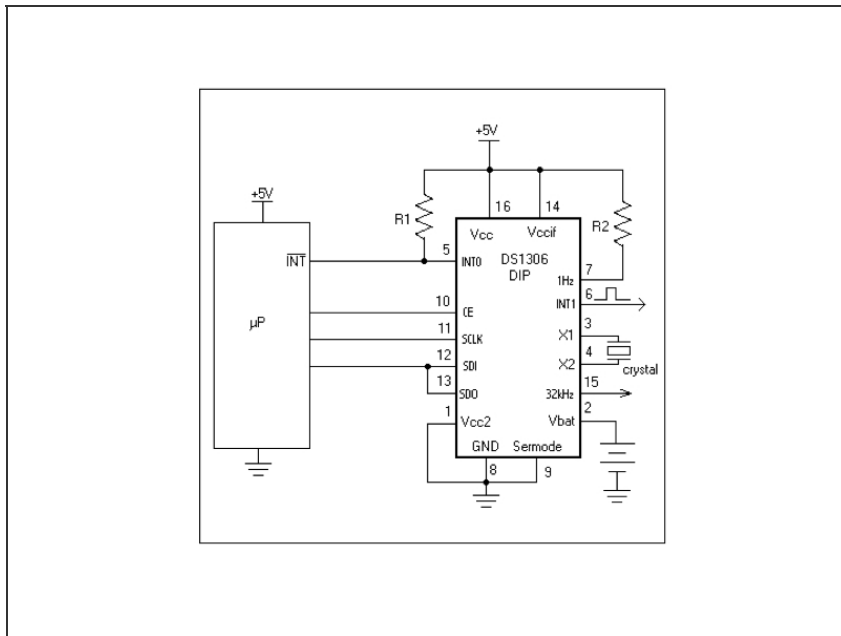 +5V
+5V
R1
16
14
R2
Vcc
Vccif
5
INT
INT0
DS1306
DIP
7
1Hz
6
INT1
10
CE
µP
11
SCLK
3
X1
12
SDI
4
X2
crystal
13
SDO
15
32kHz
1
Vcc2
2
Vbat
GND
Sermode
8
9